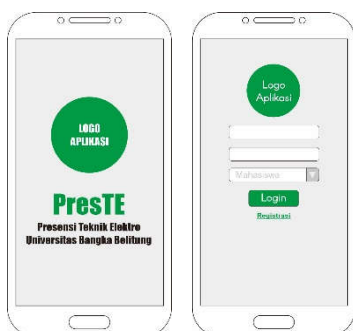 LOGO
APLIKASI
PresTE
Presensi Teknik Elektro
Universitas Bangka Belitung
Logo
Aplikasi
Mahasiswa
Login
Registrasi